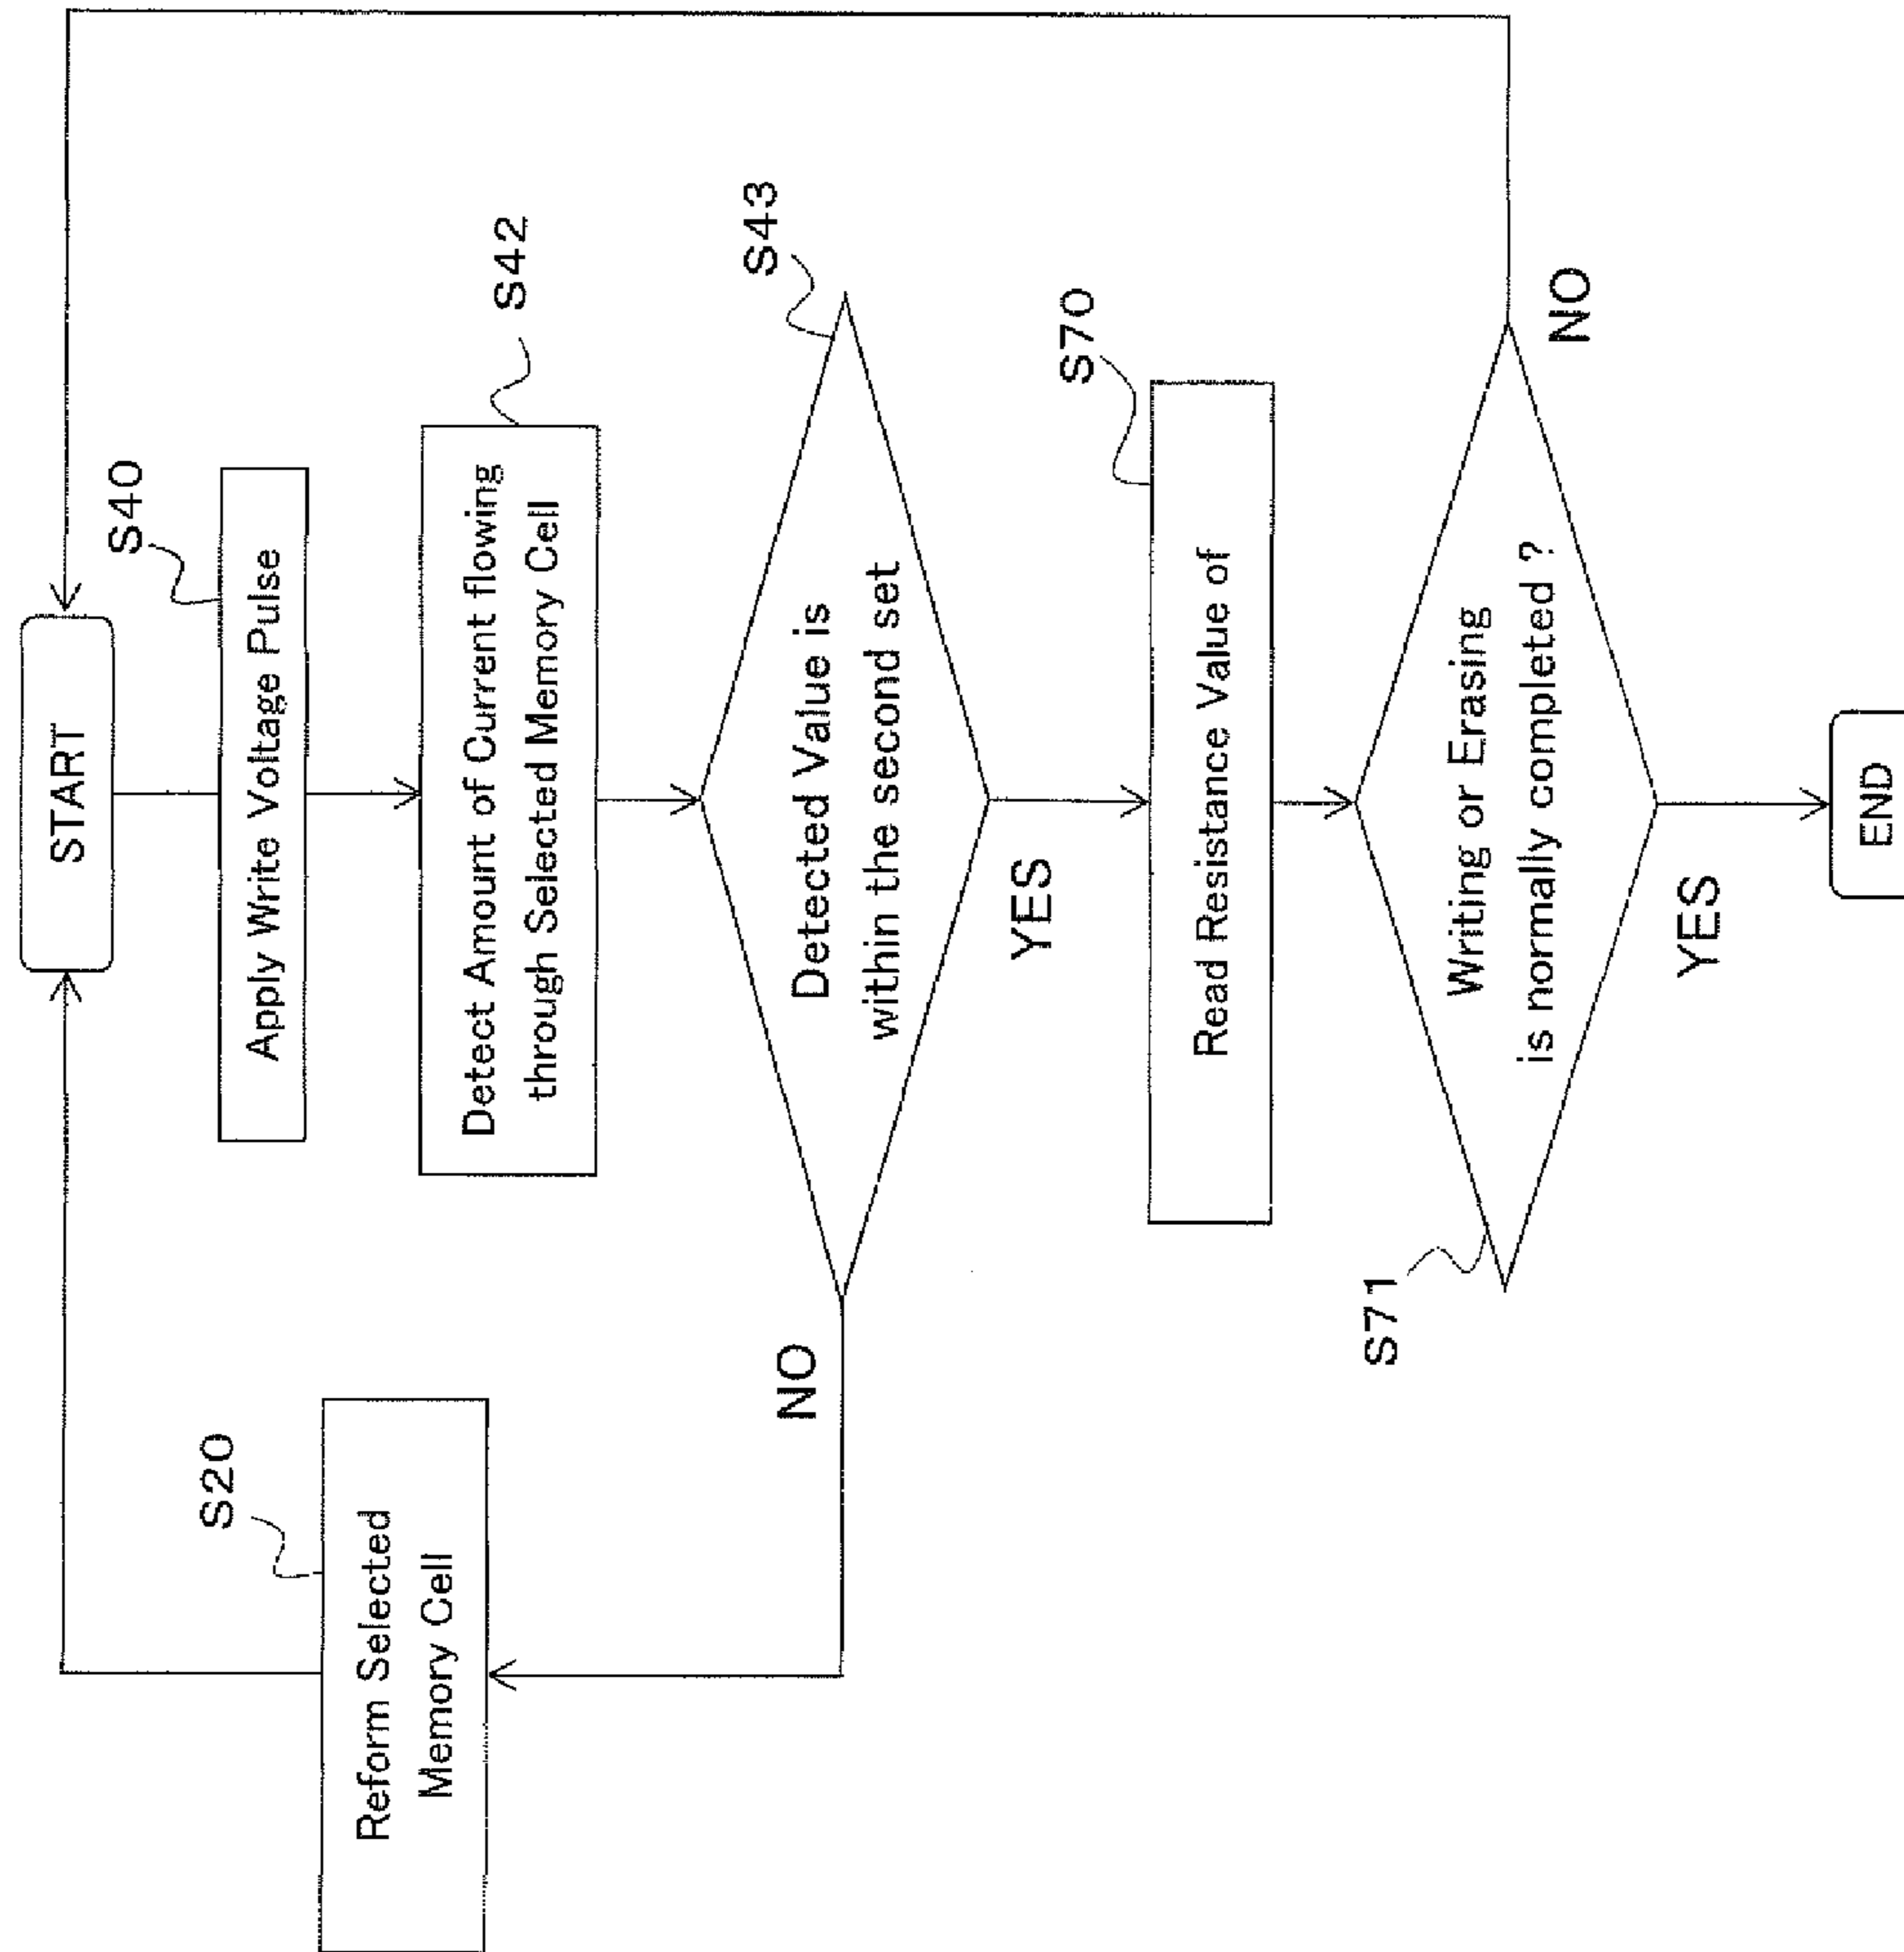 START
S40
Apply Write Voltage Pulse
S42
Detect Amount of Current flowing
through Selected Memory Cell
S43
Detected Value is
within the second set
NO
YES
S20
Reform Selected
Memory Cell
S70
Read Resistance Value of
S71
Writing or Erasing
is normally completed ?
NO
YES
END